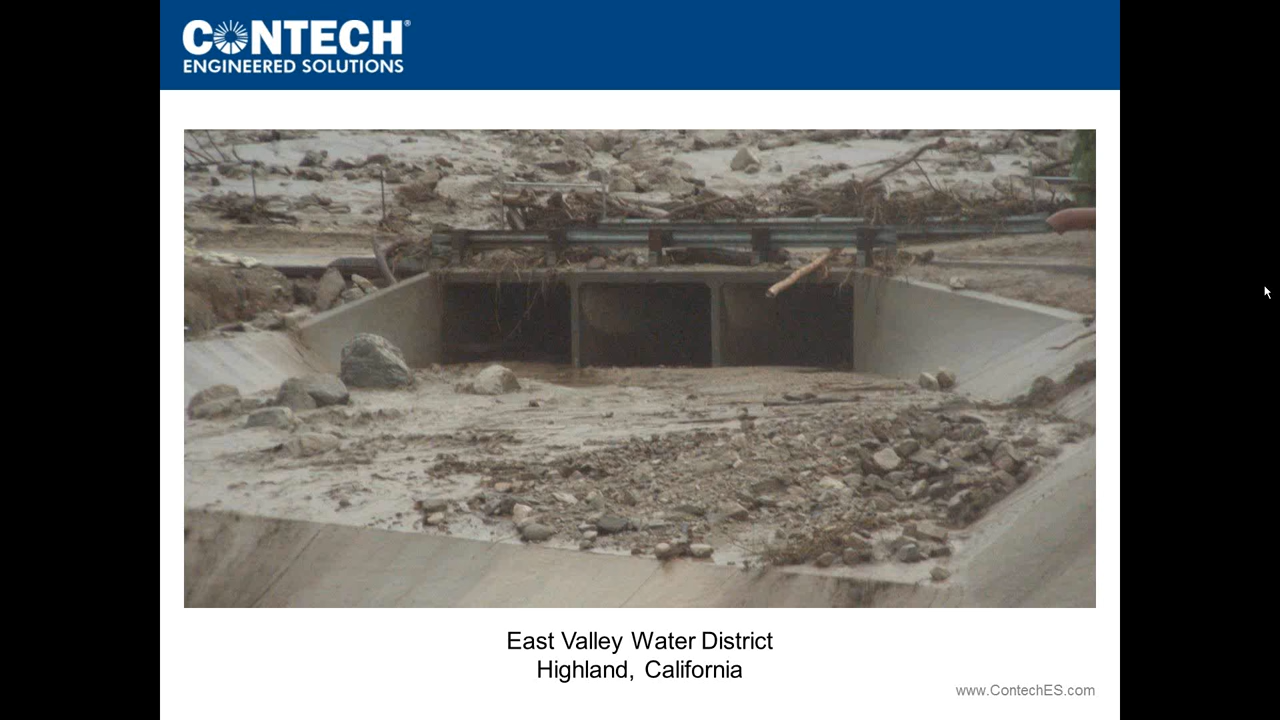 CONTECH®
ENGINEERED SOLUTIONS
East Valley Water District
Highland, California
www.ContechES.com